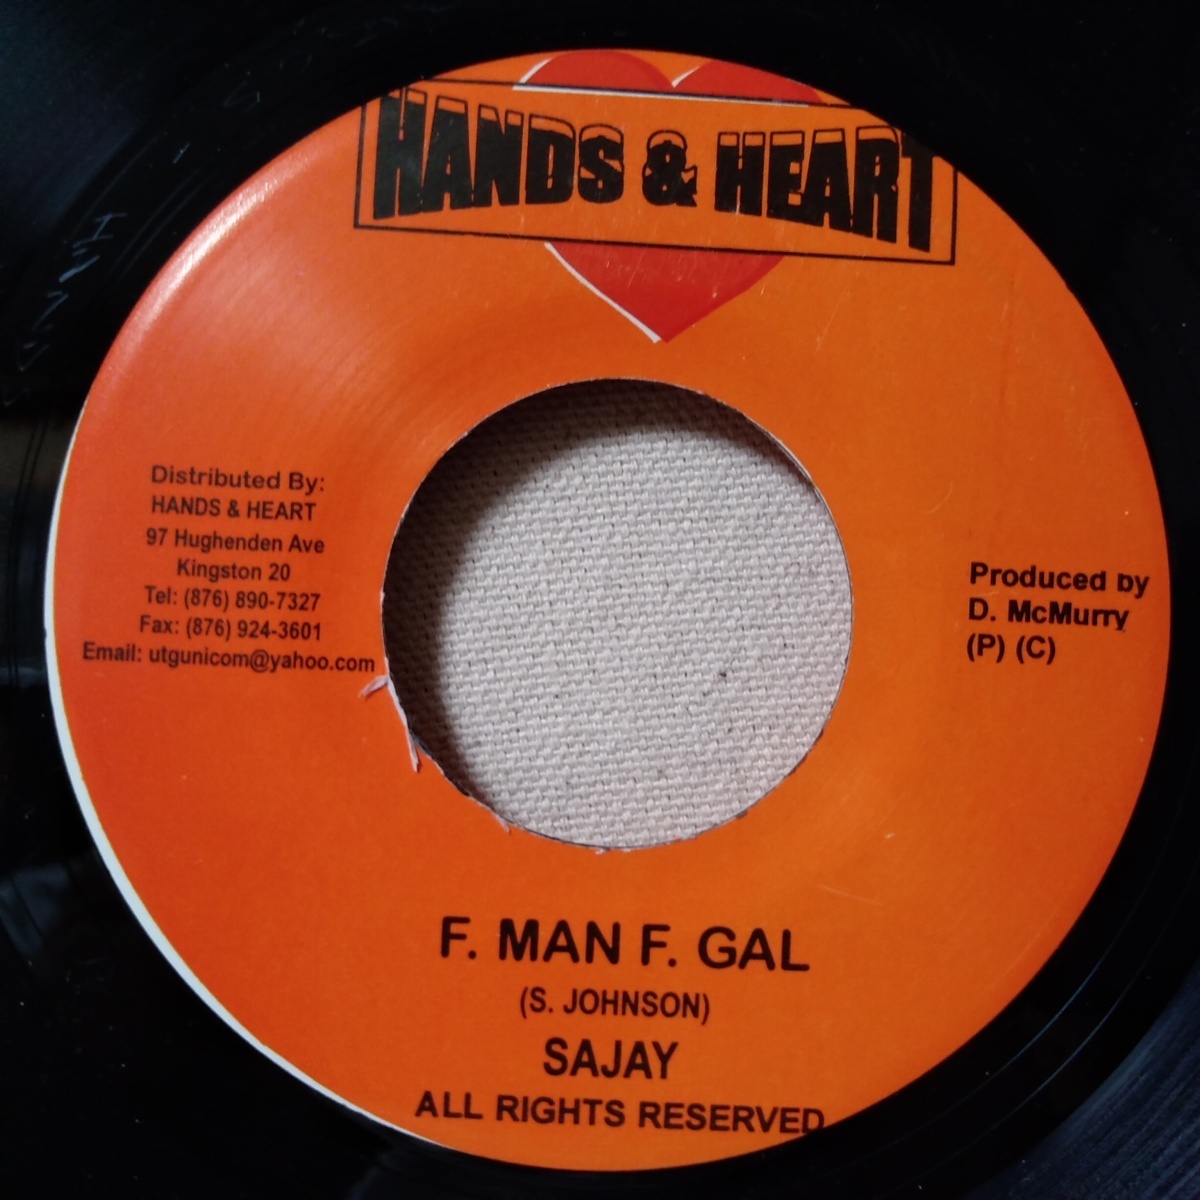 HANDS & HEART
Distributed By:
HANDS & HEART
97 Hughenden Ave
Kingston 20
Tel: (876) 890-7327
Fax: (876) 924-3601
Email: utgunicom@yahoo.com
Produced by
D. McMurry
(P) (C)
F. MAN F. GAL
(S. JOHNSON)
SAJAY
ALL RIGHTS RESERVED